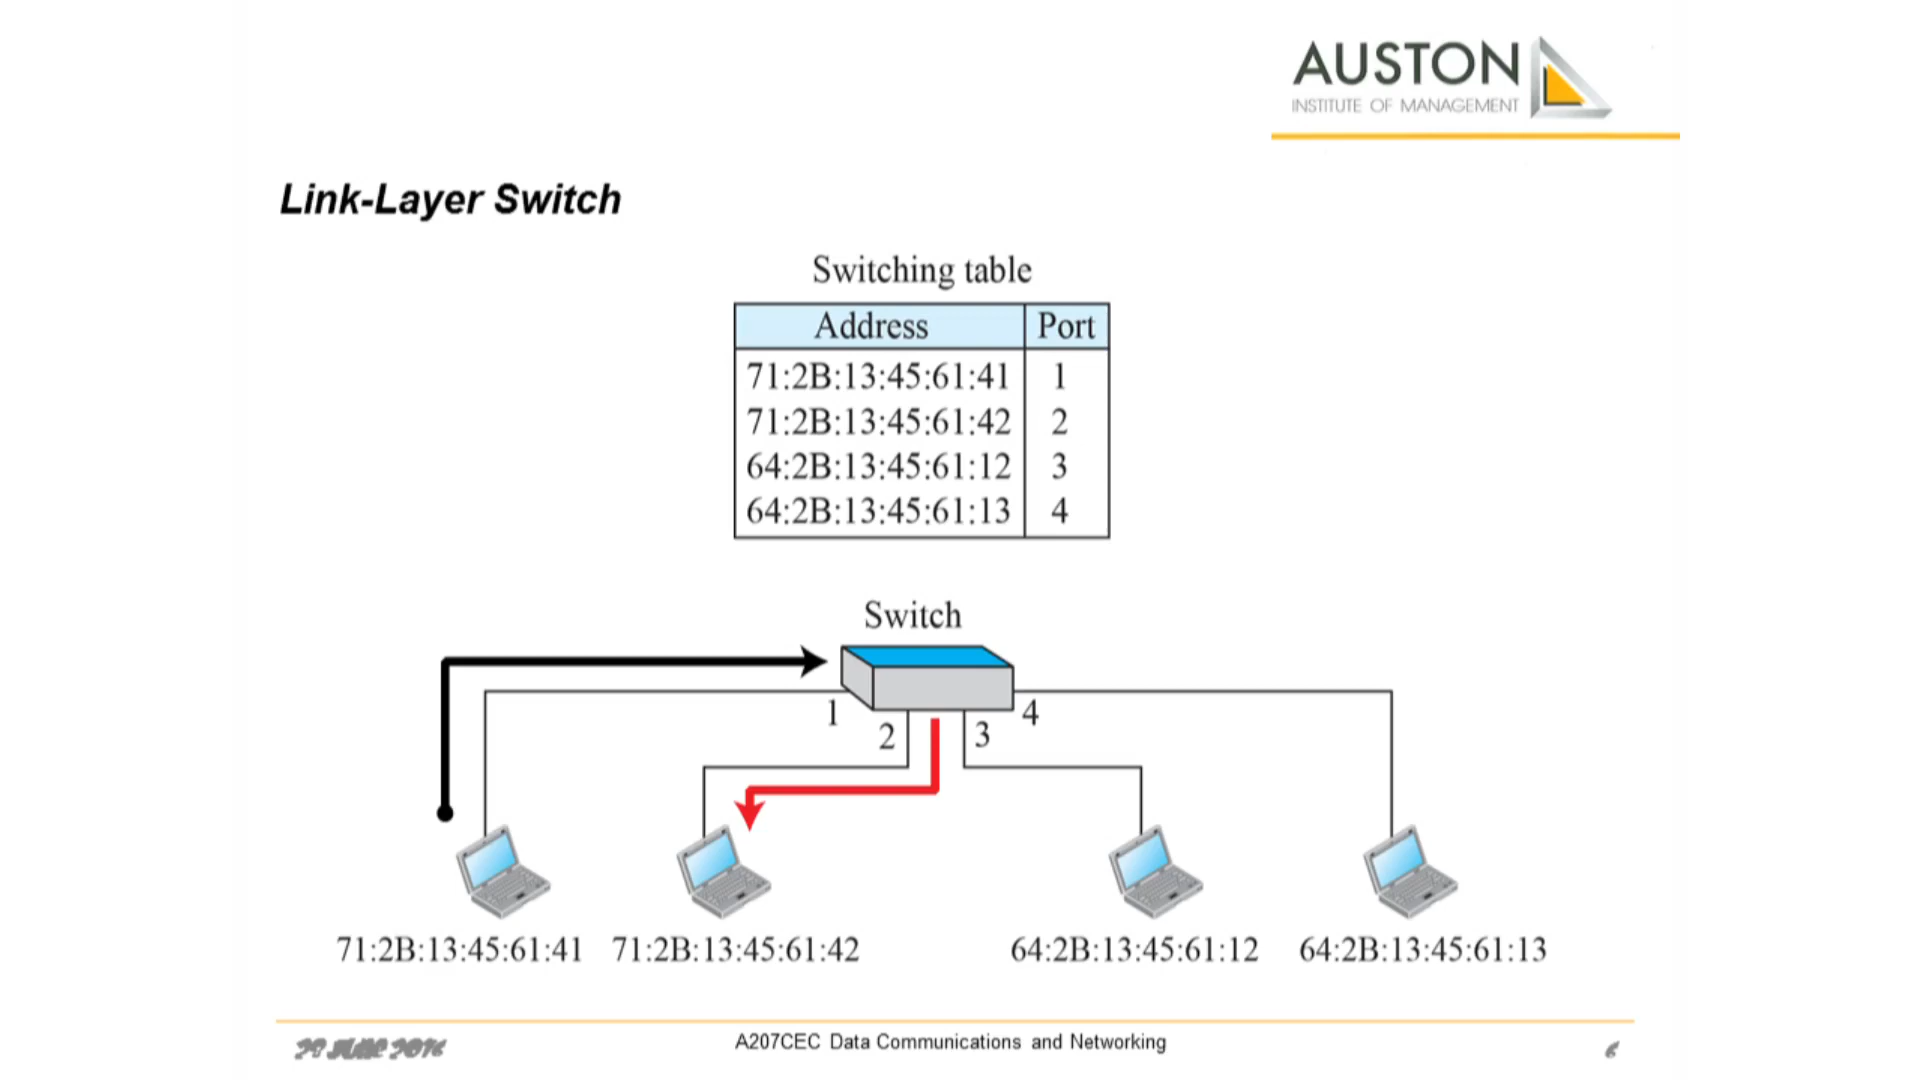 AUSTON
INSTITUTE OF MANAGEMENT
Link-Layer Switch
Switching table
Address Port
71:2B:13:45:61:41 1
71:2B:13:45:61:42 2
64:2B:13:45:61:12 3
64:2B:13:45:61:13 4
Switch
1 2 3 4
71:2B:13:45:61:41 71:2B:13:45:61:42 64:2B:13:45:61:12 64:2B:13:45:61:13
A207CEC Data Communications and Networking
6